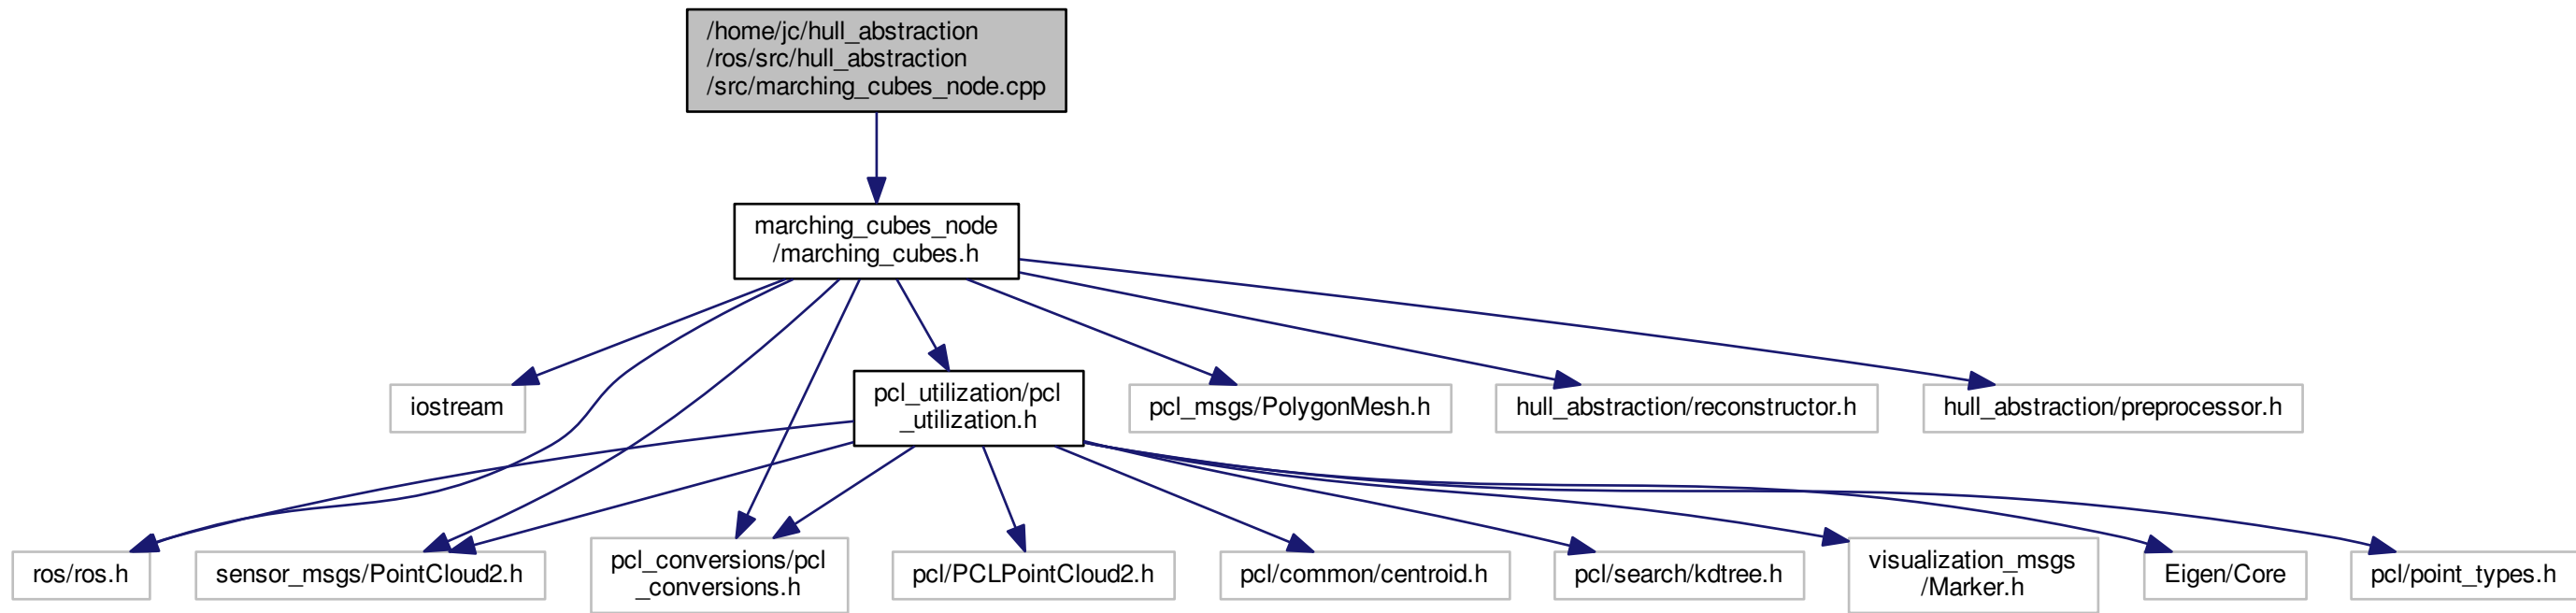 /home/jc/hull_abstraction
/ros/src/hull_abstraction
/src/marching_cubes_node.cpp
marching_cubes_node
/marching_cubes.h
iostream
pcl_utilization/pcl
_utilization.h
pcl_msgs/PolygonMesh.h
hull_abstraction/reconstructor.h
hull_abstraction/preprocessor.h
ros/ros.h
sensor_msgs/PointCloud2.h
pcl_conversions/pcl
_conversions.h
pcl/PCLPointCloud2.h
pcl/common/centroid.h
pcl/search/kdtree.h
visualization_msgs
/Marker.h
Eigen/Core
pcl/point_types.h